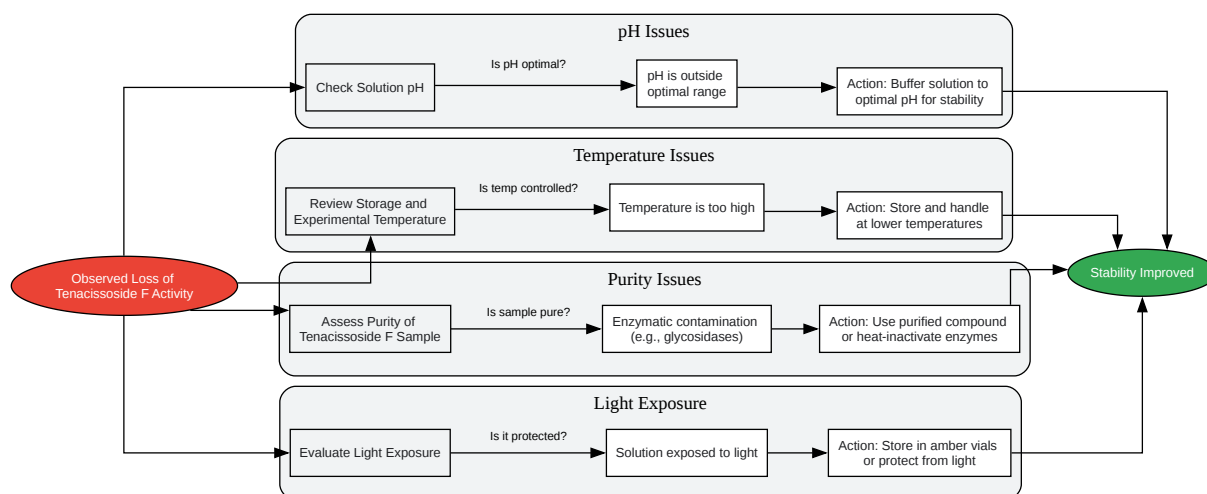 pH Issues
Is pH optimal?
Check Solution pH
pH is outside
optimal range
Action: Buffer solution to
optimal pH for stability
Temperature Issues
Is temp controlled?
Review Storage and
Experimental Temperature
Temperature is too high
Action: Store and handle
at lower temperatures
Observed Loss of
Tenacissoside F Activity
Stability Improved
Purity Issues
Is sample pure?
Assess Purity of
Tenacissoside F Sample
Enzymatic contamination
(e.g., glycosidases)
Action: Use purified compound
or heat-inactivate enzymes
Light Exposure
Is it protected?
Evaluate Light Exposure
Solution exposed to light
Action: Store in amber vials
or protect from light